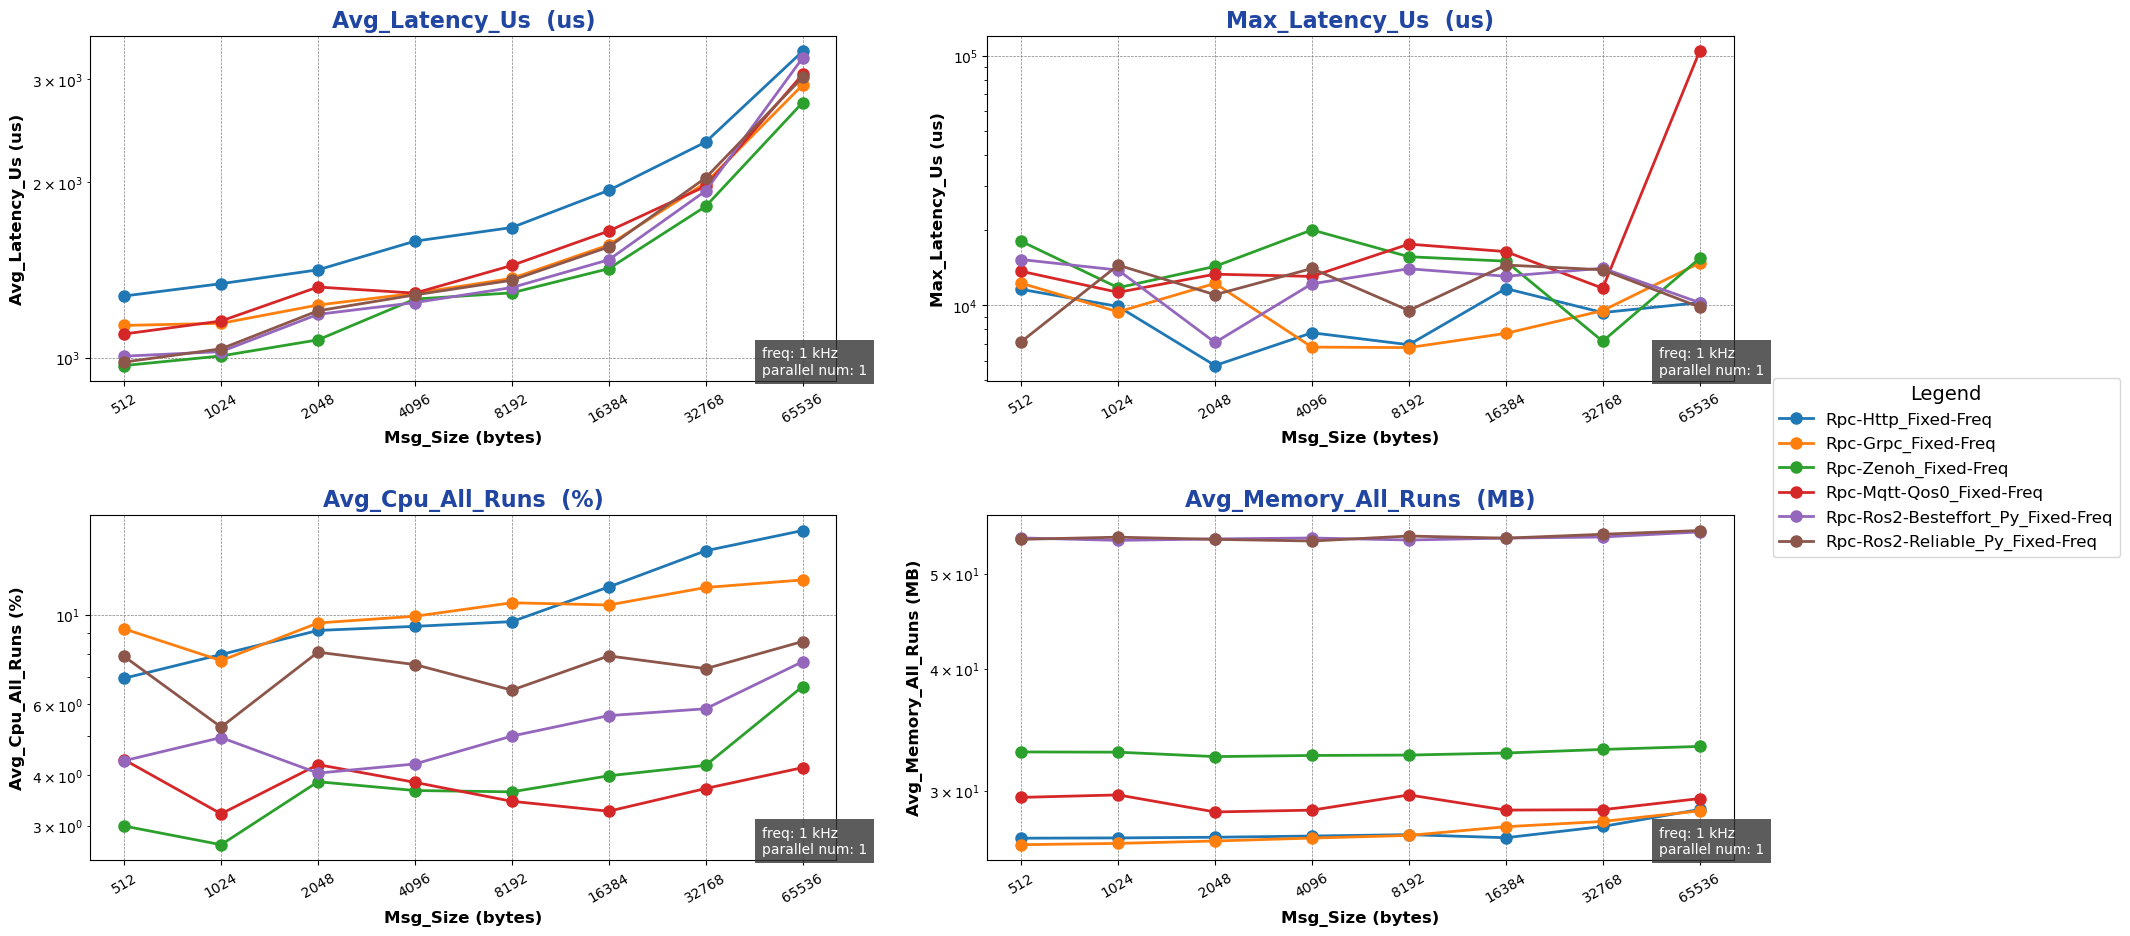 Avg_Latency_Us  (us)
Avg_Latency_Us (us)
3 × 10³
2 × 10³
10³
512
1024
2048
4096
8192
16384
32768
65536
Msg_Size (bytes)
freq: 1 kHz
parallel num: 1
Max_Latency_Us  (us)
Max_Latency_Us (us)
10⁵
10⁴
512
1024
2048
4096
8192
16384
32768
65536
Msg_Size (bytes)
freq: 1 kHz
parallel num: 1
Legend
Rpc-Http_Fixed-Freq
Rpc-Grpc_Fixed-Freq
Rpc-Zenoh_Fixed-Freq
Rpc-Mqtt-Qos0_Fixed-Freq
Rpc-Ros2-Besteffort_Py_Fixed-Freq
Rpc-Ros2-Reliable_Py_Fixed-Freq
Avg_Cpu_All_Runs  (%)
Avg_Cpu_All_Runs (%)
10¹
6 × 10⁰
4 × 10⁰
3 × 10⁰
512
1024
2048
4096
8192
16384
32768
65536
Msg_Size (bytes)
freq: 1 kHz
parallel num: 1
Avg_Memory_All_Runs  (MB)
Avg_Memory_All_Runs (MB)
5 × 10¹
4 × 10¹
3 × 10¹
512
1024
2048
4096
8192
16384
32768
65536
Msg_Size (bytes)
freq: 1 kHz
parallel num: 1